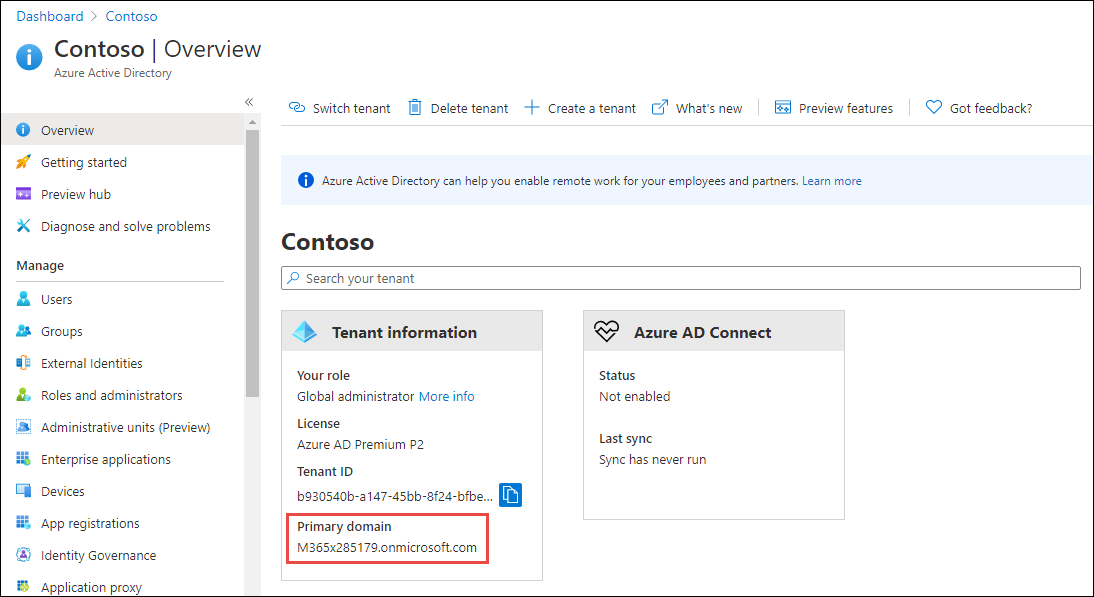 Dashboard > Contoso
Contoso | Overview
Azure Active Directory
«
Switch tenant Delete tenant Create a tenant What's new Preview features Got feedback?
Overview
Getting started
Preview hub
Diagnose and solve problems
Manage
Users
Groups
External Identities
Roles and administrators
Administrative units (Preview)
Enterprise applications
Devices
App registrations
Identity Governance
Application proxy
Azure Active Directory can help you enable remote work for your employees and partners. Learn more
Contoso
Search your tenant
Tenant information
Your role
Global administrator More info
License
Azure AD Premium P2
Tenant ID
b930540b-a147-45bb-8f24-bfbe...
Primary domain
M365x285179.onmicrosoft.com
Azure AD Connect
Status
Not enabled
Last sync
Sync has never run